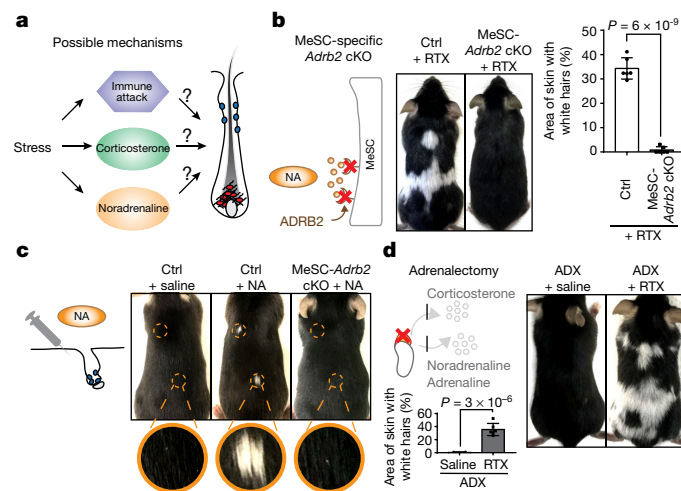 a
Possible mechanisms
Immune
attack
?
Stress
Corticosterone
?
Noradrenaline
?
b
MeSC-specific
Adrb2 cKO
NA
MeSC
ADRB2
Ctrl
+ RTX
MeSC-
Adrb2 cKO
+ RTX
P = 6 × 10⁻⁹
Area of skin with
white hairs (%)
50
40
30
20
10
0
Ctrl
MeSC-
Adrb2 cKO
+ RTX
c
NA
Ctrl
+ saline
Ctrl
+ NA
MeSC-Adrb2
cKO + NA
d
Adrenalectomy
Corticosterone
Noradrenaline
Adrenaline
P = 3 × 10⁻⁶
Area of skin with
white hairs (%)
60
40
20
0
Saline
RTX
ADX
ADX
+ saline
ADX
+ RTX